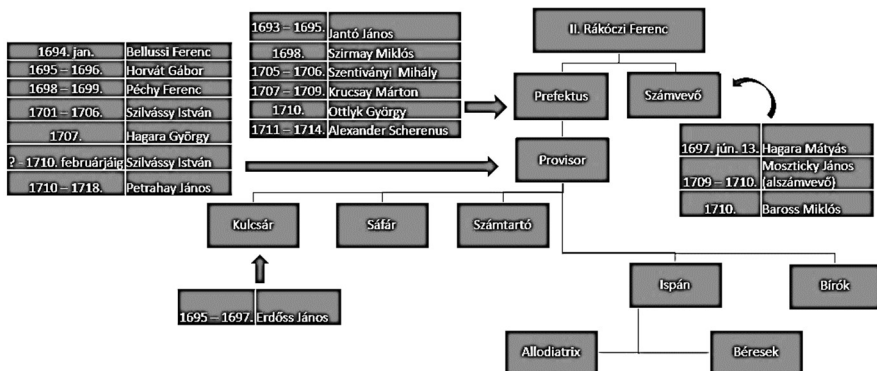 II. Rákóczi Ferenc
Prefektus
Számvevő
1693 – 1695. Jantó János
1698. Szirmay Miklós
1705 – 1706. Szentiványi Mihály
1707 – 1709. Krucsay Márton
1710. Ottlyk György
1711 – 1714. Alexander Scherenus
1694. jan. Bellussi Ferenc
1695 – 1696. Horvát Gábor
1698 – 1699. Péchy Ferenc
1701 – 1706. Szilvássy István
1707. Hagara György
? - 1710. februárjáig Szilvássy István
1710 – 1718. Petrahay János
1697. jún. 13. Hagara Mátyás
1709 – 1710. Moszticky János
(alszámvevő)
1710. Baross Miklós
Provisor
Kulcsár
Sáfár
Számtartó
Ispán
Bírók
1695 – 1697. Erdőss János
Allodiatrix
Béresek